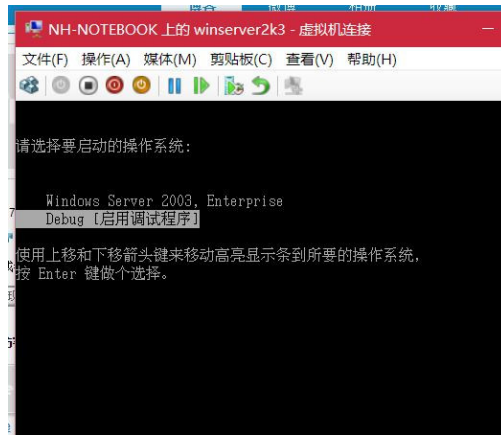 NH-NOTEBOOK 上的 winserver2k3 - 虚拟机连接
文件(F) 操作(A) 媒体(M) 剪贴板(C) 查看(V) 帮助(H)
请选择要启动的操作系统:
Windows Server 2003, Enterprise
Debug [启用调试程序]
使用上移和下移箭头键来移动高亮显示条到所要的操作系统,
按 Enter 键做个选择。